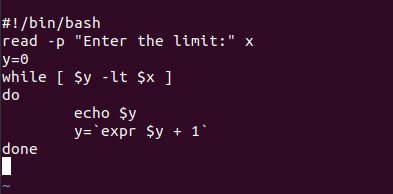 #!/bin/bash
read -p "Enter the limit:" x
y=0
while [ $y -lt $x ]
do
        echo $y
        y=`expr $y + 1`
done
~